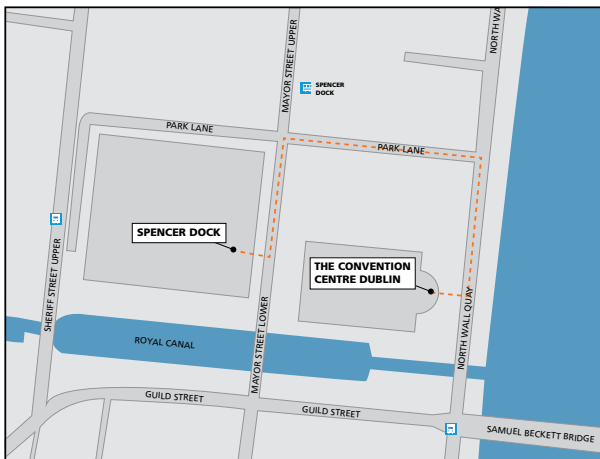 MAYOR STREET UPPER
NORTH WA
SPENCER
DOCK
PARK LANE
PARK LANE
SPENCER DOCK
THE CONVENTION
CENTRE DUBLIN
SHERIFF STREET UPPER
MAYOR STREET LOWER
NORTH WALL QUAY
ROYAL CANAL
GUILD STREET
GUILD STREET
SAMUEL BECKETT BRIDGE